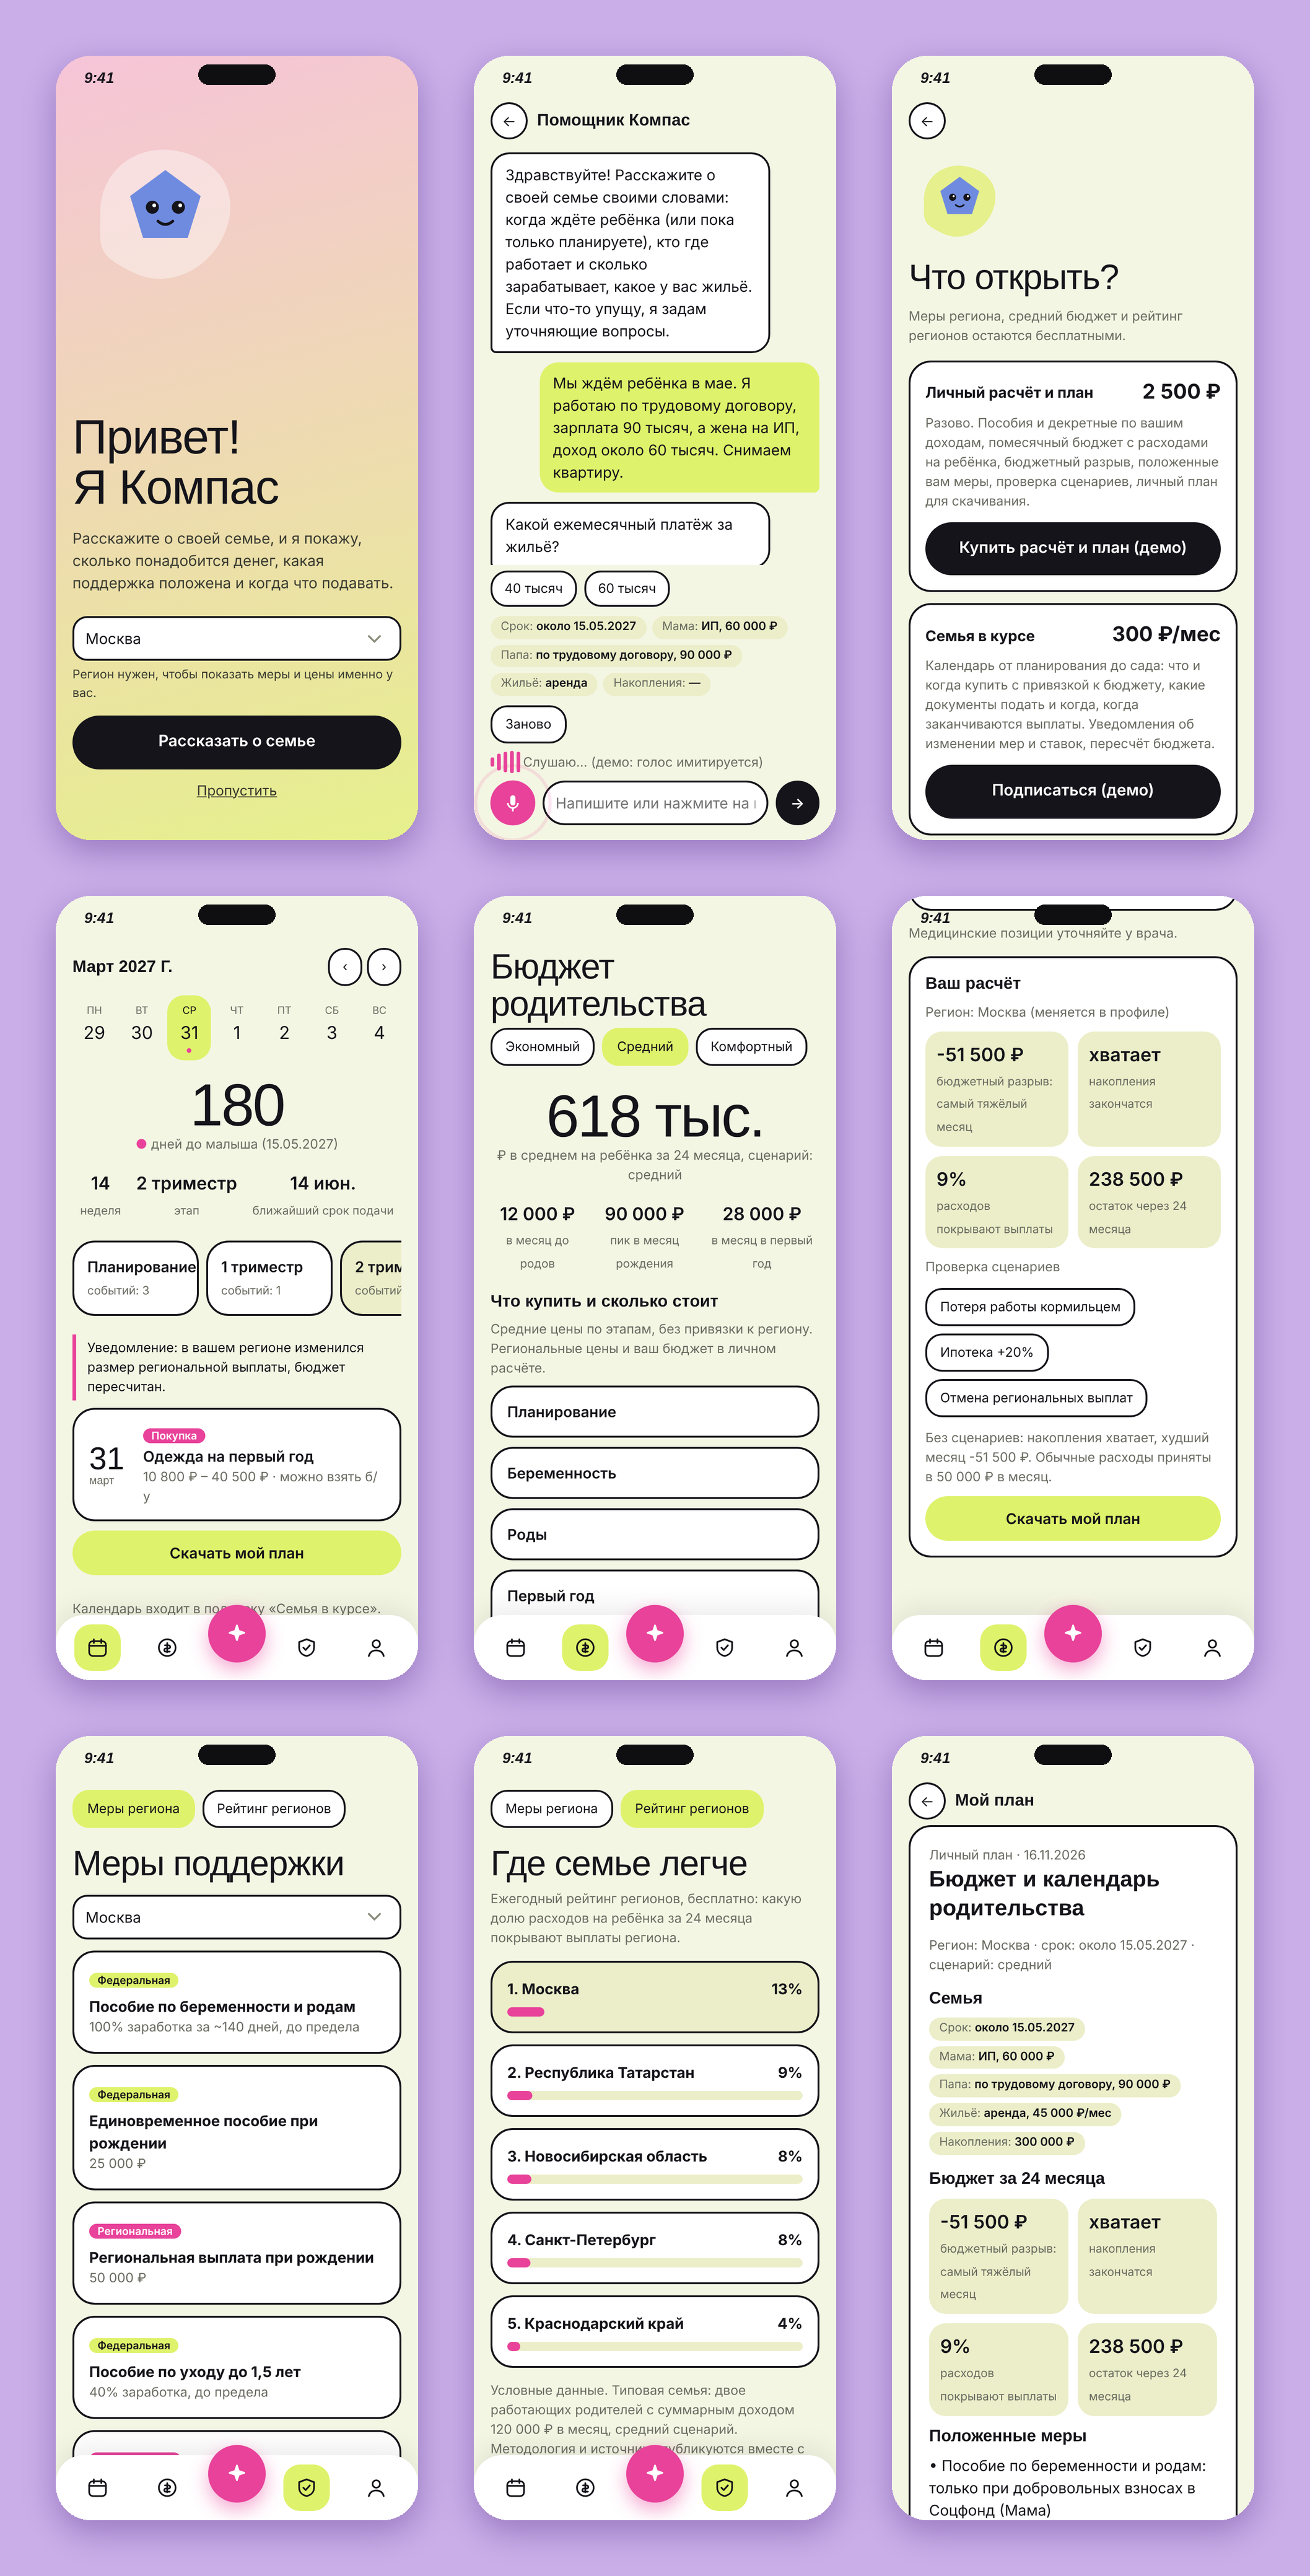 9:41
Привет!
Я Компас
Расскажите о своей семье, и я покажу,
сколько понадобится денег, какая
поддержка положена и когда что подавать.
Москва
Регион нужен, чтобы показать меры и цены именно у
вас.
Рассказать о семье
Пропустить
9:41
Помощник Компас
Здравствуйте! Расскажите о
своей семье своими словами:
когда ждёте ребёнка (или пока
только планируете), кто где
работает и сколько
зарабатывает, какое у вас жильё.
Если что-то упущу, я задам
уточняющие вопросы.
Мы ждём ребёнка в мае. Я
работаю по трудовому договору,
зарплата 90 тысяч, а жена на ИП,
доход около 60 тысяч. Снимаем
квартиру.
Какой ежемесячный платёж за
жильё?
40 тысяч 60 тысяч
Срок: около 15.05.2027 Мама: ИП, 60 000 ₽
Папа: по трудовому договору, 90 000 ₽
Жильё: аренда Накопления: —
Заново
Слушаю... (демо: голос имитируется)
Напишите или нажмите на
9:41
Что открыть?
Меры региона, средний бюджет и рейтинг
регионов остаются бесплатными.
Личный расчёт и план 2 500 ₽
Разово. Пособия и декретные по вашим
доходам, помесячный бюджет с расходами
на ребёнка, бюджетный разрыв, положенные
вам меры, проверка сценариев, личный план
для скачивания.
Купить расчёт и план (демо)
Семья в курсе 300 ₽/мес
Календарь от планирования до сада: что и
когда купить с привязкой к бюджету, какие
документы подать и когда, когда
заканчиваются выплаты. Уведомления об
изменении мер и ставок, пересчёт бюджета.
Подписаться (демо)
9:41
Март 2027 Г. ‹ ›
ПН ВТ СР ЧТ ПТ СБ ВС
29 30 31 1 2 3 4
180
дней до малыша (15.05.2027)
14 2 триместр 14 июн.
неделя этап ближайший срок подачи
Планирование 1 триместр 2 трим
событий: 3 событий: 1 событий
Уведомление: в вашем регионе изменился
размер региональной выплаты, бюджет
пересчитан.
Покупка
31 Одежда на первый год
март 10 800 ₽ – 40 500 ₽ · можно взять б/
у
Скачать мой план
Календарь входит в по ку «Семья в курсе».
9:41
Бюджет
родительства
Экономный Средний Комфортный
618 тыс.
₽ в среднем на ребёнка за 24 месяца, сценарий:
средний
12 000 ₽ 90 000 ₽ 28 000 ₽
в месяц до пик в месяц в месяц в первый
родов рождения год
Что купить и сколько стоит
Средние цены по этапам, без привязки к региону.
Региональные цены и ваш бюджет в личном
расчёте.
Планирование
Беременность
Роды
Первый год
9:41
Медицинские позиции уточняйте у врача.
Ваш расчёт
Регион: Москва (меняется в профиле)
-51 500 ₽ хватает
бюджетный разрыв: накопления
самый тяжёлый закончатся
месяц
9% 238 500 ₽
расходов остаток через 24
покрывают выплаты месяца
Проверка сценариев
Потеря работы кормильцем
Ипотека +20%
Отмена региональных выплат
Без сценариев: накопления хватает, худший
месяц -51 500 ₽. Обычные расходы приняты
в 50 000 ₽ в месяц.
Скачать мой план
9:41
Меры региона Рейтинг регионов
Меры поддержки
Москва
Федеральная
Пособие по беременности и родам
100% заработка за ~140 дней, до предела
Федеральная
Единовременное пособие при
рождении
25 000 ₽
Региональная
Региональная выплата при рождении
50 000 ₽
Федеральная
Пособие по уходу до 1,5 лет
40% заработка, до предела
9:41
Меры региона Рейтинг регионов
Где семье легче
Ежегодный рейтинг регионов, бесплатно: какую
долю расходов на ребёнка за 24 месяца
покрывают выплаты региона.
1. Москва 13%
2. Республика Татарстан 9%
3. Новосибирская область 8%
4. Санкт-Петербург 8%
5. Краснодарский край 4%
Условные данные. Типовая семья: двое
работающих родителей с суммарным доходом
120 000 ₽ в месяц, средний сценарий.
Методология и источни убликуются вместе с
9:41
Мой план
Личный план · 16.11.2026
Бюджет и календарь
родительства
Регион: Москва · срок: около 15.05.2027 ·
сценарий: средний
Семья
Срок: около 15.05.2027
Мама: ИП, 60 000 ₽
Папа: по трудовому договору, 90 000 ₽
Жильё: аренда, 45 000 ₽/мес
Накопления: 300 000 ₽
Бюджет за 24 месяца
-51 500 ₽ хватает
бюджетный разрыв: накопления
самый тяжёлый закончатся
месяц
9% 238 500 ₽
расходов остаток через 24
покрывают выплаты месяца
Положенные меры
• Пособие по беременности и родам:
только при добровольных взносах в
Соцфонд (Мама)